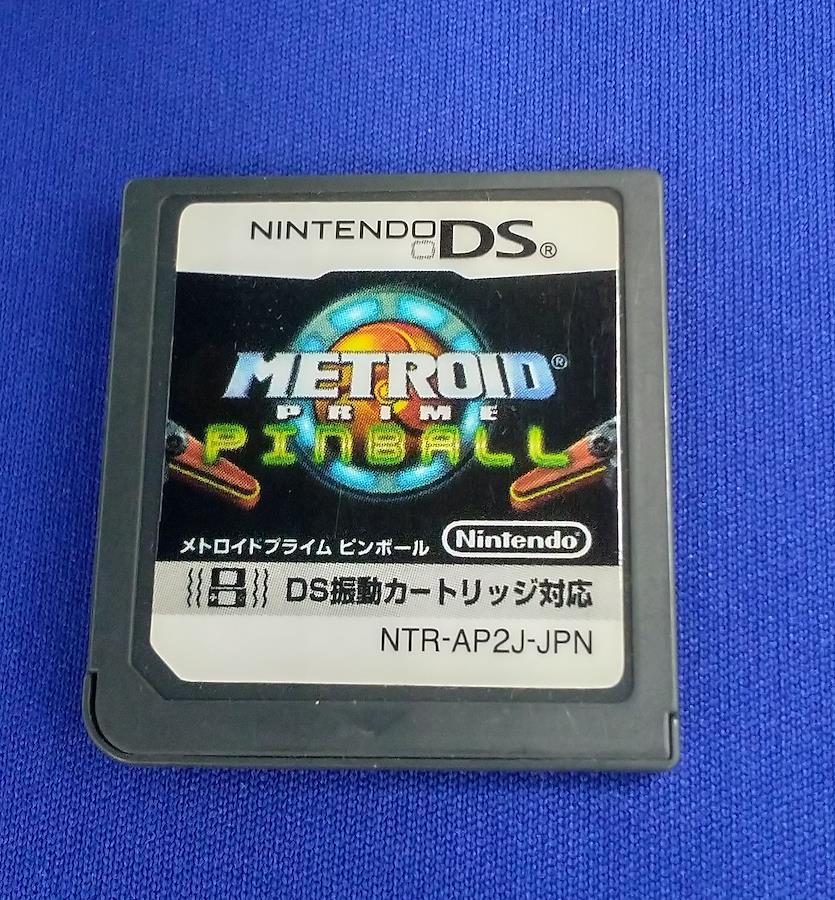 NINTENDO DS®
METROID®
PRIME
PINBALL
メトロイドプライム ピンボール
Nintendo®
DS振動カートリッジ対応
NTR-AP2J-JPN